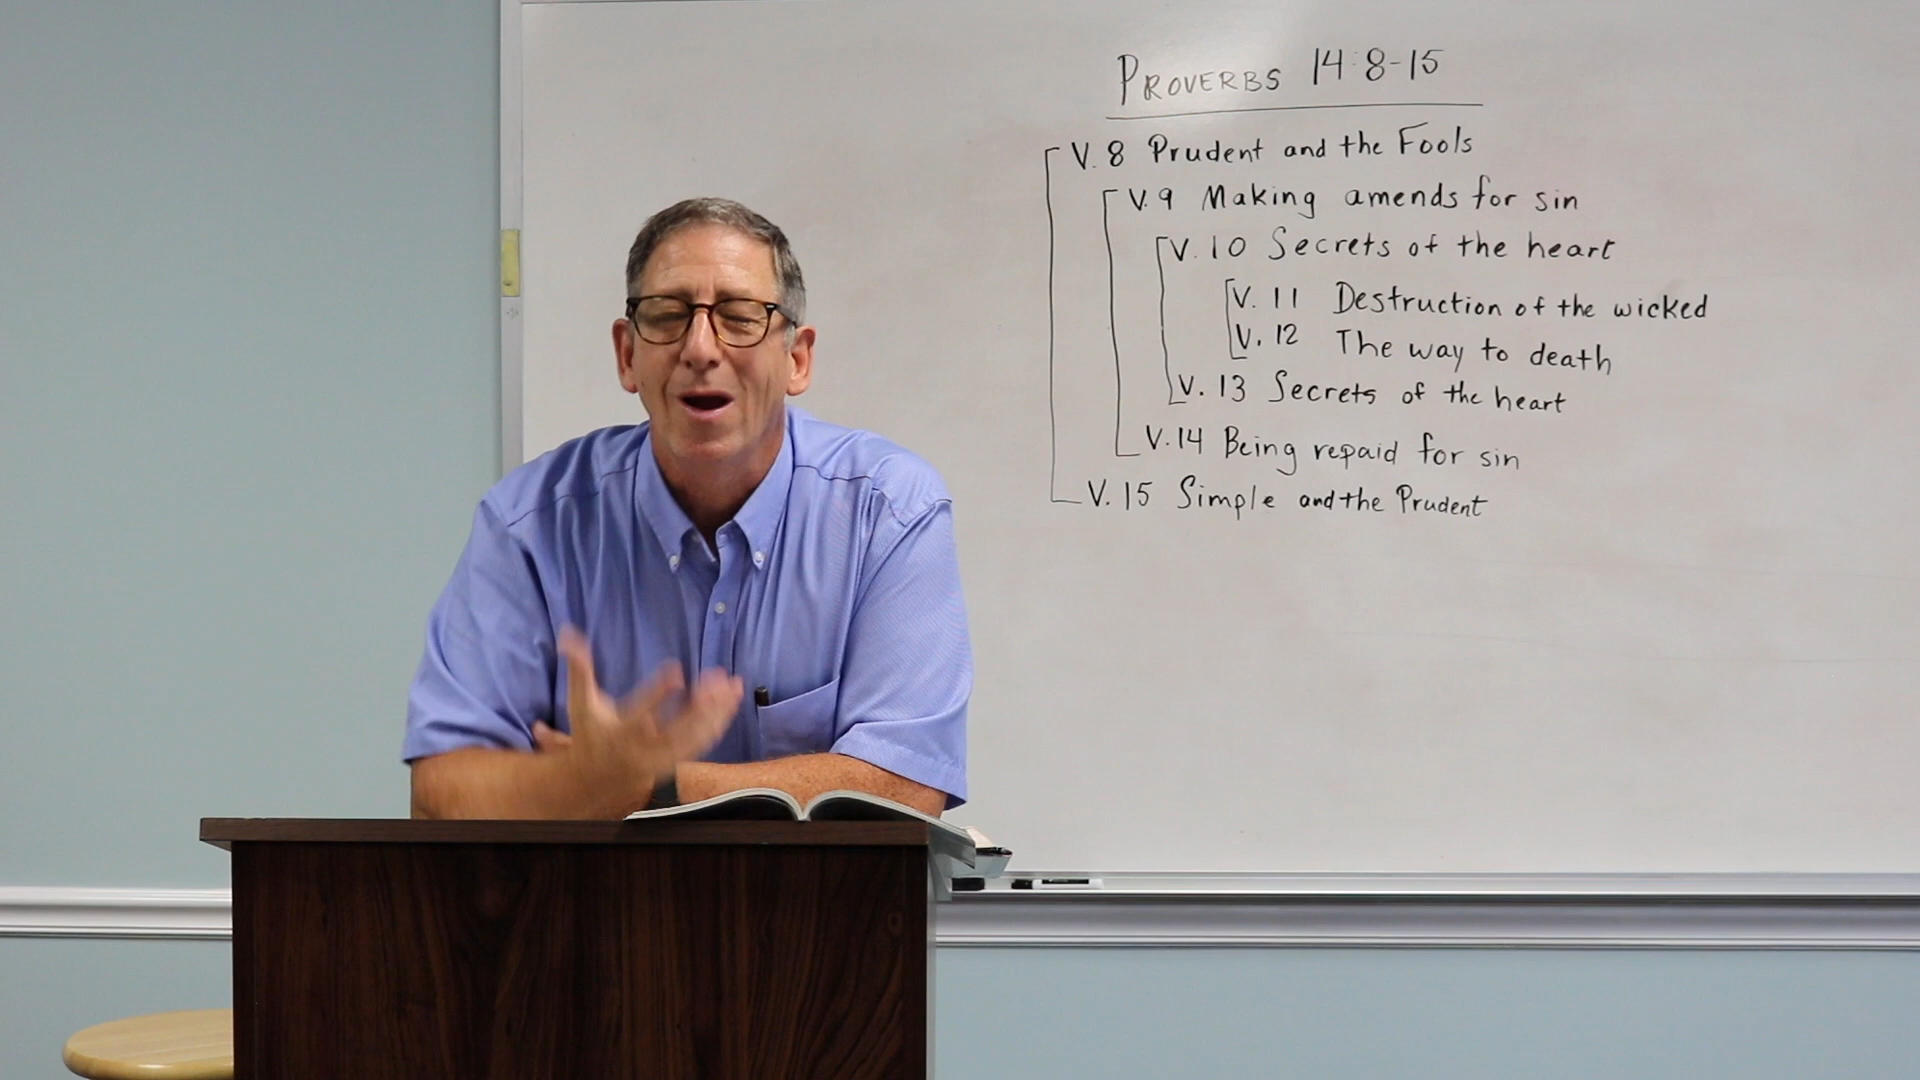 PROVERBS 14:8-15
V. 8 Prudent and the Fools
V. 9 Making amends for sin
V. 10 Secrets of the heart
V. 11 Destruction of the wicked
V. 12 The way to death
V. 13 Secrets of the heart
V. 14 Being repaid for sin
V. 15 Simple and the Prudent